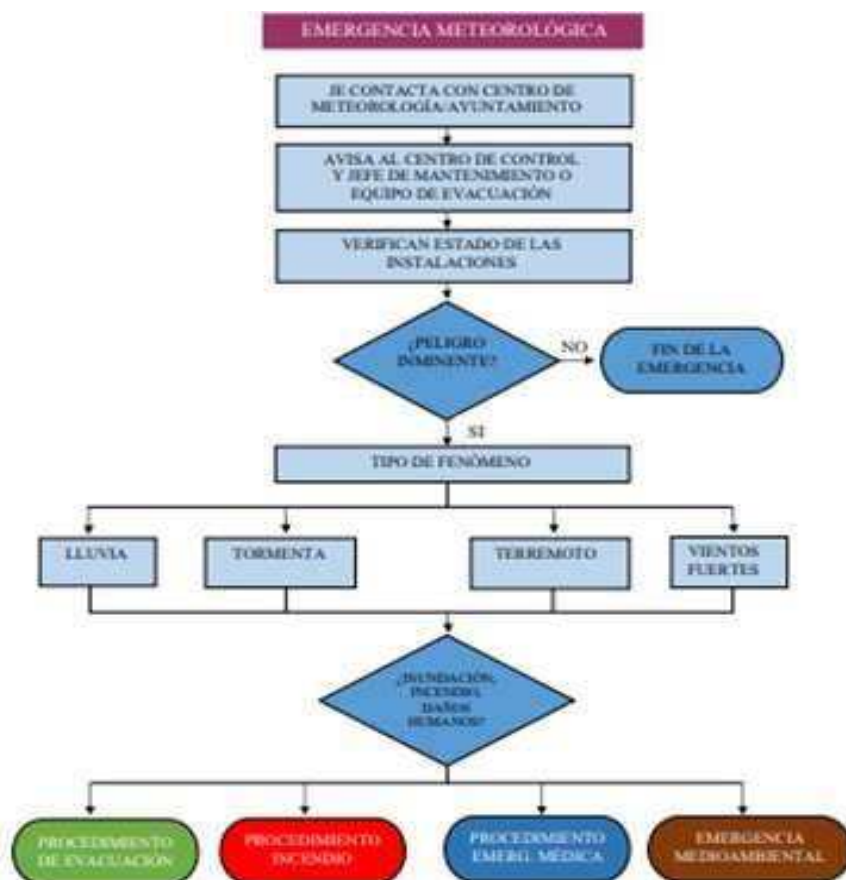 EMERGENCIA METEOROLÓGICA
JE CONTACTA CON CENTRO DE
METEOROLOGÍA/AYUNTAMIENTO
AVISA AL CENTRO DE CONTROL
Y JEFE DE MANTENIMIENTO O
EQUIPO DE EVACUACIÓN
VERIFICAN ESTADO DE LAS
INSTALACIONES
¿PELIGRO
INMINENTE?
NO
FIN DE LA
EMERGENCIA
SI
TIPO DE FENÓMENO
LLUVIA
TORMENTA
TERREMOTO
VIENTOS
FUERTES
¿INUNDACIÓN,
INCENDIO,
DAÑOS
HUMANOS?
PROCEDIMIENTO
DE EVACUACIÓN
PROCEDIMIENTO
INCENDIO
PROCEDIMIENTO
EMERG. MÉDICA
EMERGENCIA
MEDIOAMBIENTAL